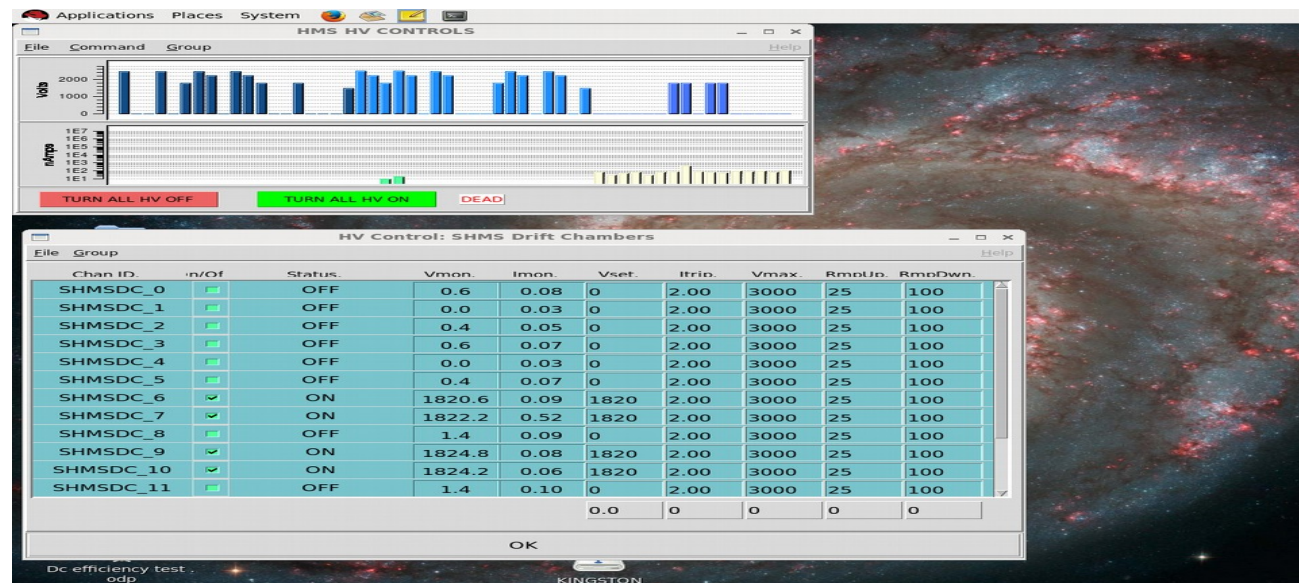 Applications Places System
HMS HV CONTROLS
File Command Group Help
Volts
2000
1000
0
nAmps
1E7
1E6
1E5
1E4
1E3
1E2
1E1
TURN ALL HV OFF TURN ALL HV ON DEAD
HV Control: SHMS Drift Chambers
File Group Help
Chan ID. n/Of Status. Vmon. Imon. Vset. Itrip. Vmax. RmpUp. RmpDwn.
SHMSDC_0 OFF 0.6 0.08 0 2.00 3000 25 100
SHMSDC_1 OFF 0.0 0.03 0 2.00 3000 25 100
SHMSDC_2 OFF 0.4 0.05 0 2.00 3000 25 100
SHMSDC_3 OFF 0.6 0.07 0 2.00 3000 25 100
SHMSDC_4 OFF 0.0 0.03 0 2.00 3000 25 100
SHMSDC_5 OFF 0.4 0.07 0 2.00 3000 25 100
SHMSDC_6 ON 1820.6 0.09 1820 2.00 3000 25 100
SHMSDC_7 ON 1822.2 0.52 1820 2.00 3000 25 100
SHMSDC_8 OFF 1.4 0.09 0 2.00 3000 25 100
SHMSDC_9 ON 1824.8 0.08 1820 2.00 3000 25 100
SHMSDC_10 ON 1824.2 0.06 1820 2.00 3000 25 100
SHMSDC_11 OFF 1.4 0.10 0 2.00 3000 25 100
0.0 0 0 0 0
OK
Dc efficiency test .
odp
KINGSTON